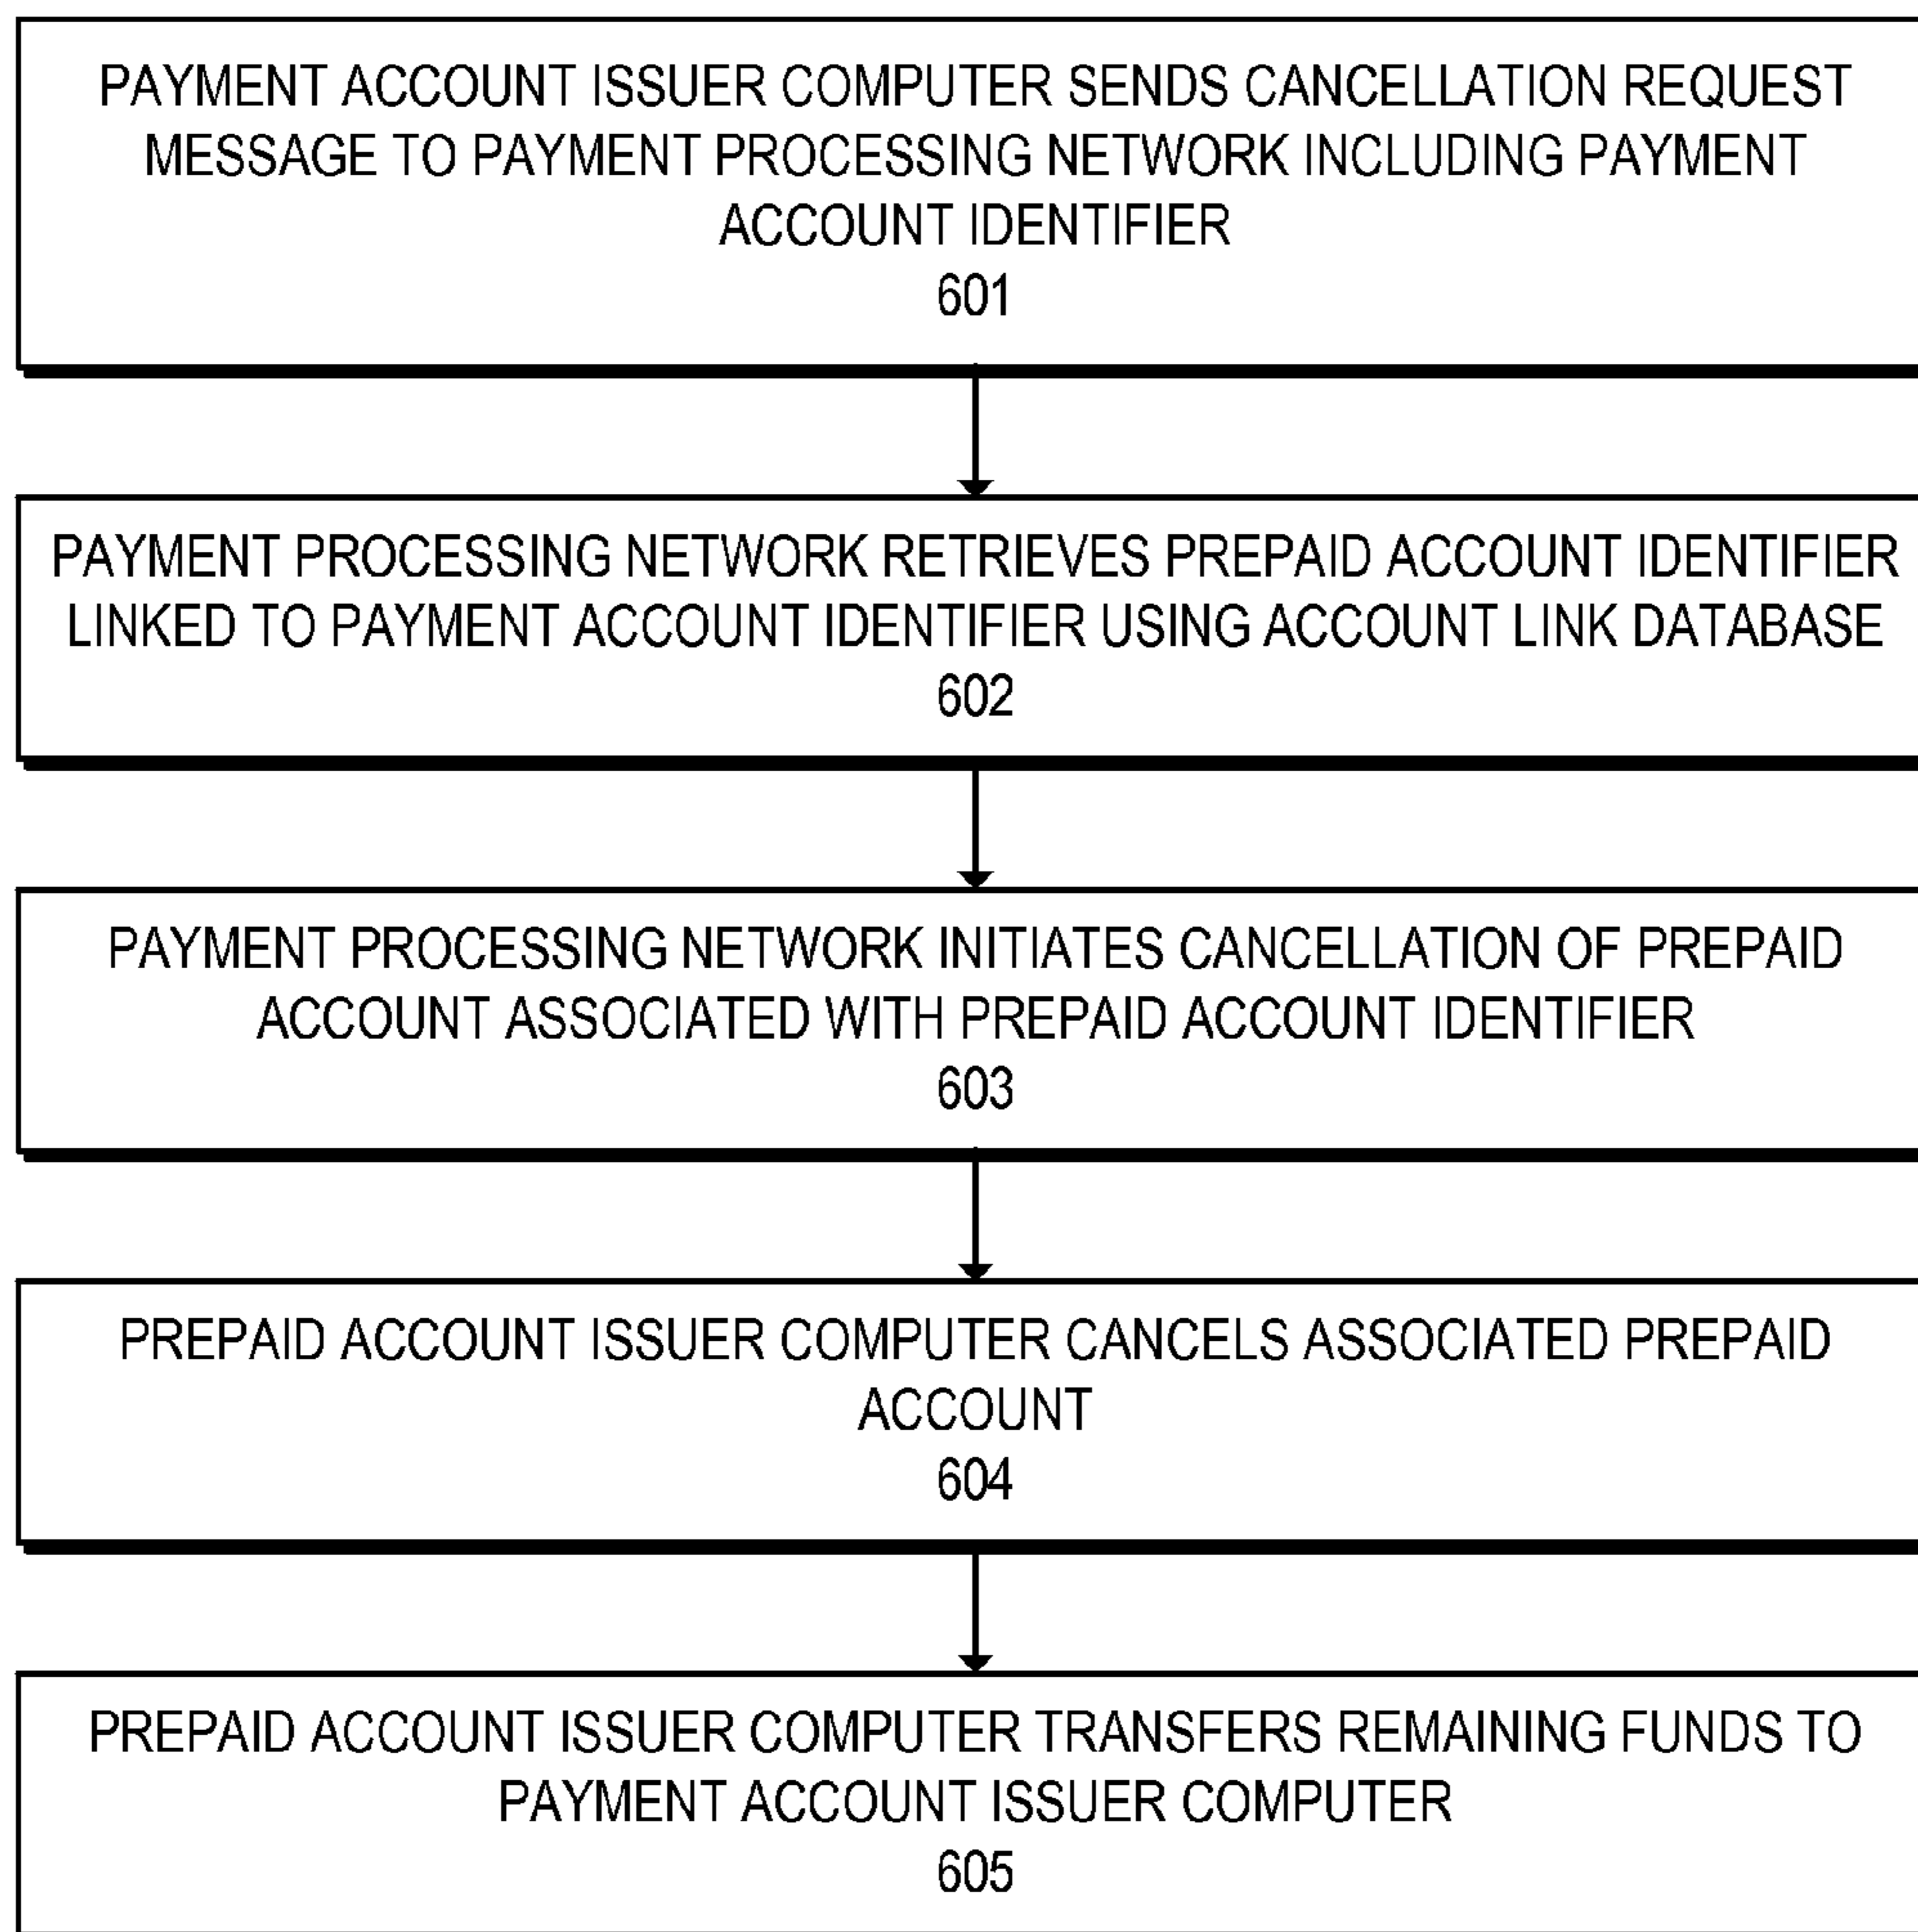 PAYMENT ACCOUNT ISSUER COMPUTER SENDS CANCELLATION REQUEST
MESSAGE TO PAYMENT PROCESSING NETWORK INCLUDING PAYMENT
ACCOUNT IDENTIFIER
601
PAYMENT PROCESSING NETWORK RETRIEVES PREPAID ACCOUNT IDENTIFIER
LINKED TO PAYMENT ACCOUNT IDENTIFIER USING ACCOUNT LINK DATABASE
602
PAYMENT PROCESSING NETWORK INITIATES CANCELLATION OF PREPAID
ACCOUNT ASSOCIATED WITH PREPAID ACCOUNT IDENTIFIER
603
PREPAID ACCOUNT ISSUER COMPUTER CANCELS ASSOCIATED PREPAID
ACCOUNT
604
PREPAID ACCOUNT ISSUER COMPUTER TRANSFERS REMAINING FUNDS TO
PAYMENT ACCOUNT ISSUER COMPUTER
605